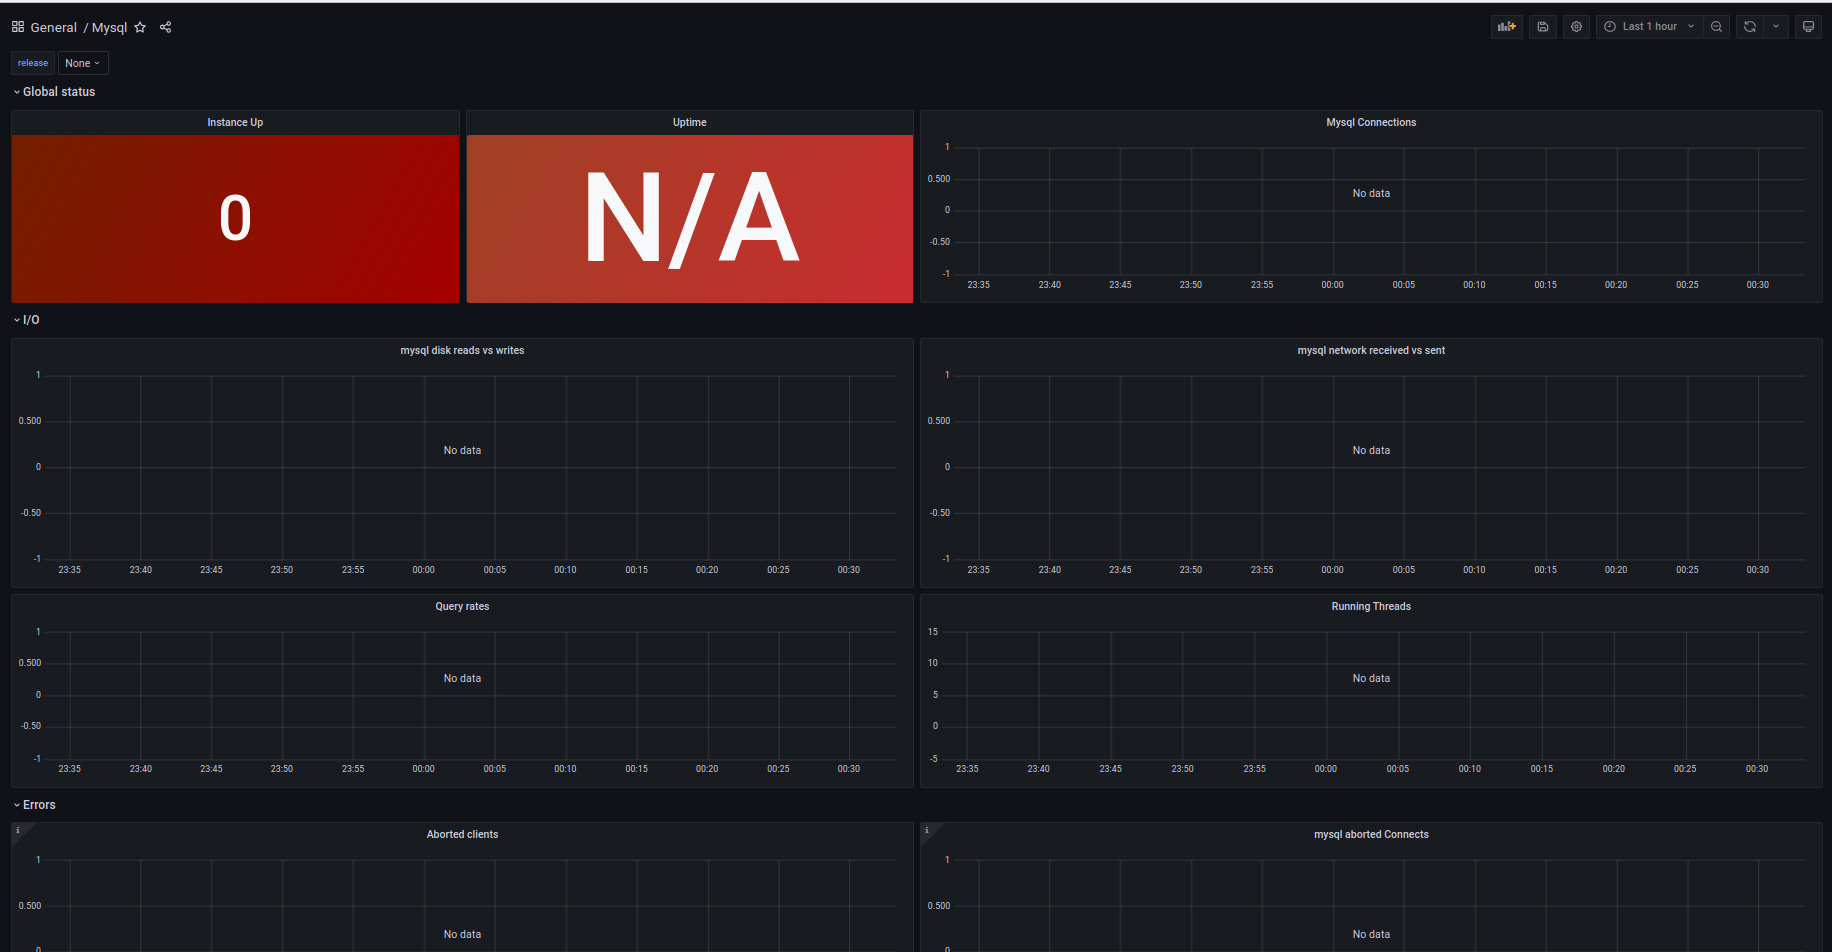 General / Mysql
Last 1 hour
release None
Global status
Instance Up
0
Uptime
N/A
Mysql Connections
1
0.500
0
-0.50
-1
No data
23:35 23:40 23:45 23:50 23:55 00:00 00:05 00:10 00:15 00:20 00:25 00:30
I/O
mysql disk reads vs writes
1
0.500
0
-0.50
-1
No data
23:35 23:40 23:45 23:50 23:55 00:00 00:05 00:10 00:15 00:20 00:25 00:30
mysql network received vs sent
1
0.500
0
-0.50
-1
No data
23:35 23:40 23:45 23:50 23:55 00:00 00:05 00:10 00:15 00:20 00:25 00:30
Query rates
1
0.500
0
-0.50
-1
No data
23:35 23:40 23:45 23:50 23:55 00:00 00:05 00:10 00:15 00:20 00:25 00:30
Running Threads
15
10
5
0
-5
No data
23:35 23:40 23:45 23:50 23:55 00:00 00:05 00:10 00:15 00:20 00:25 00:30
Errors
i
Aborted clients
1
0.500
0
No data
i
mysql aborted Connects
1
0.500
0
No data